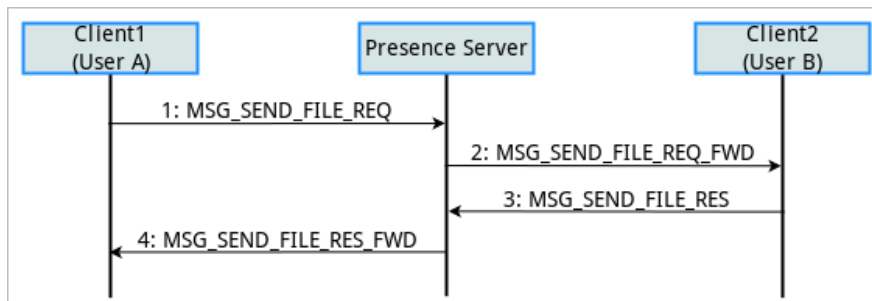 Client1
(User A)
Presence Server
Client2
(User B)
1: MSG_SEND_FILE_REQ
2: MSG_SEND_FILE_REQ_FWD
3: MSG_SEND_FILE_RES
4: MSG_SEND_FILE_RES_FWD